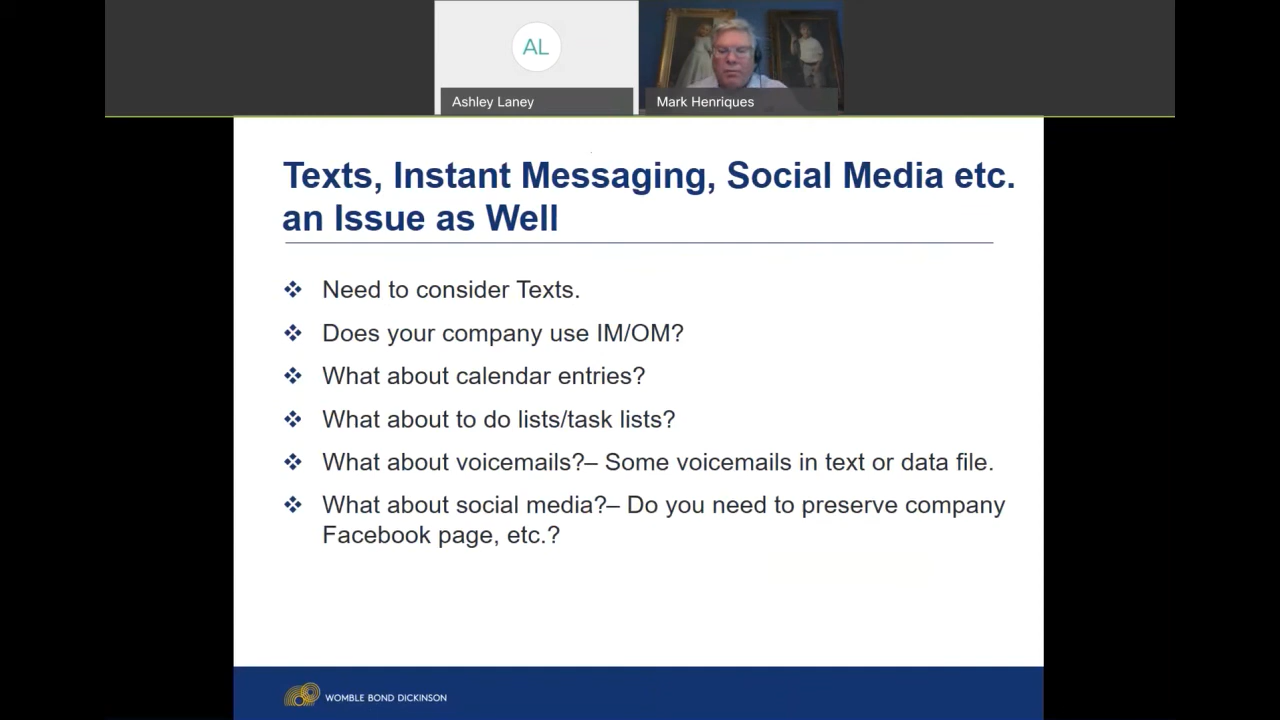 AL
Ashley Laney
Mark Henriques
Texts, Instant Messaging, Social Media etc.
an Issue as Well
Need to consider Texts.
Does your company use IM/OM?
What about calendar entries?
What about to do lists/task lists?
What about voicemails?– Some voicemails in text or data file.
What about social media?– Do you need to preserve company
Facebook page, etc.?
WOMBLE BOND DICKINSON